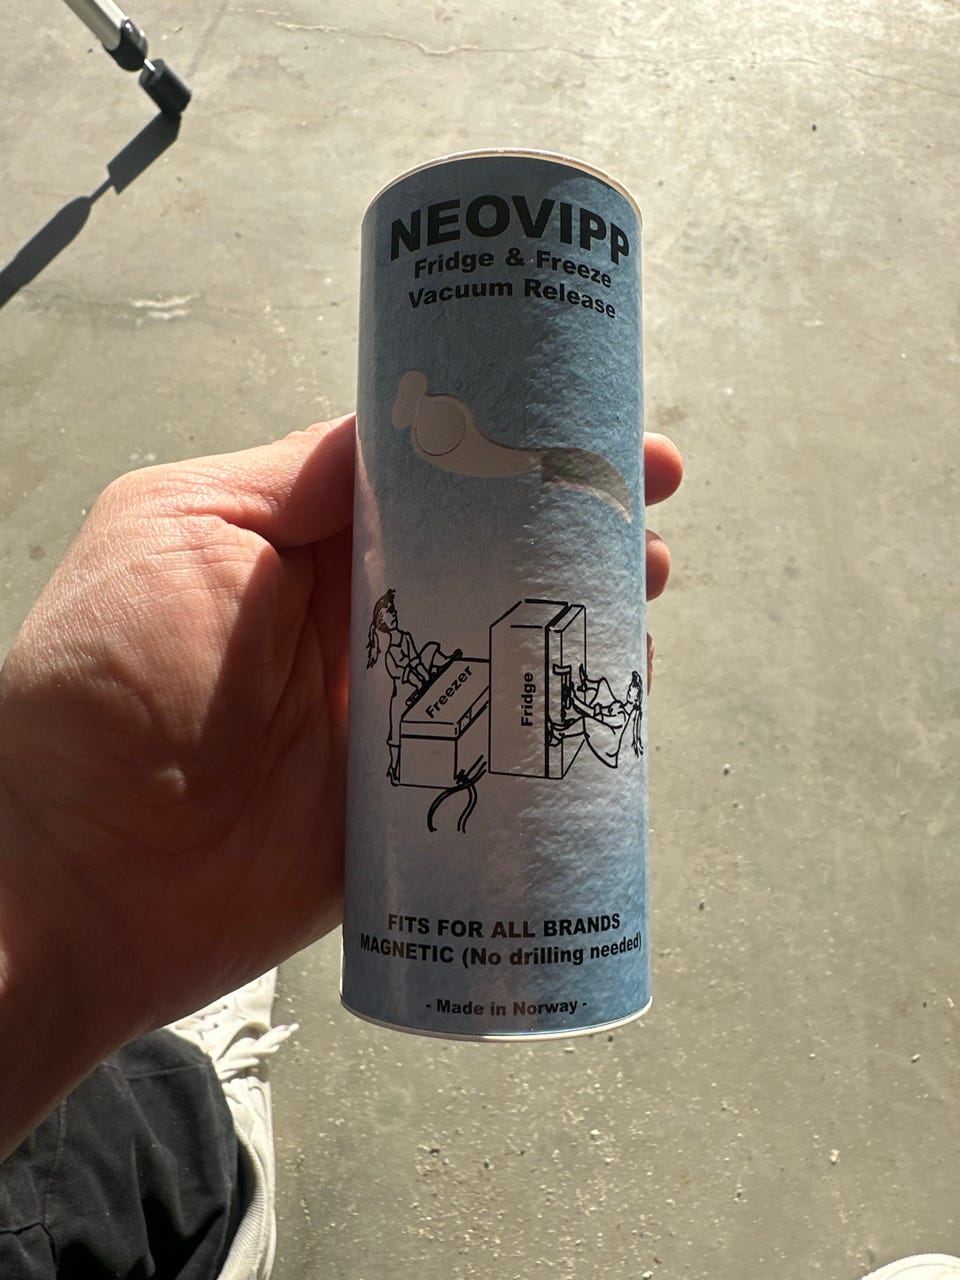 NEOVIPP
Fridge & Freeze
Vacuum Release
Freezer
Fridge
FITS FOR ALL BRANDS
MAGNETIC (No drilling needed)
- Made in Norway -